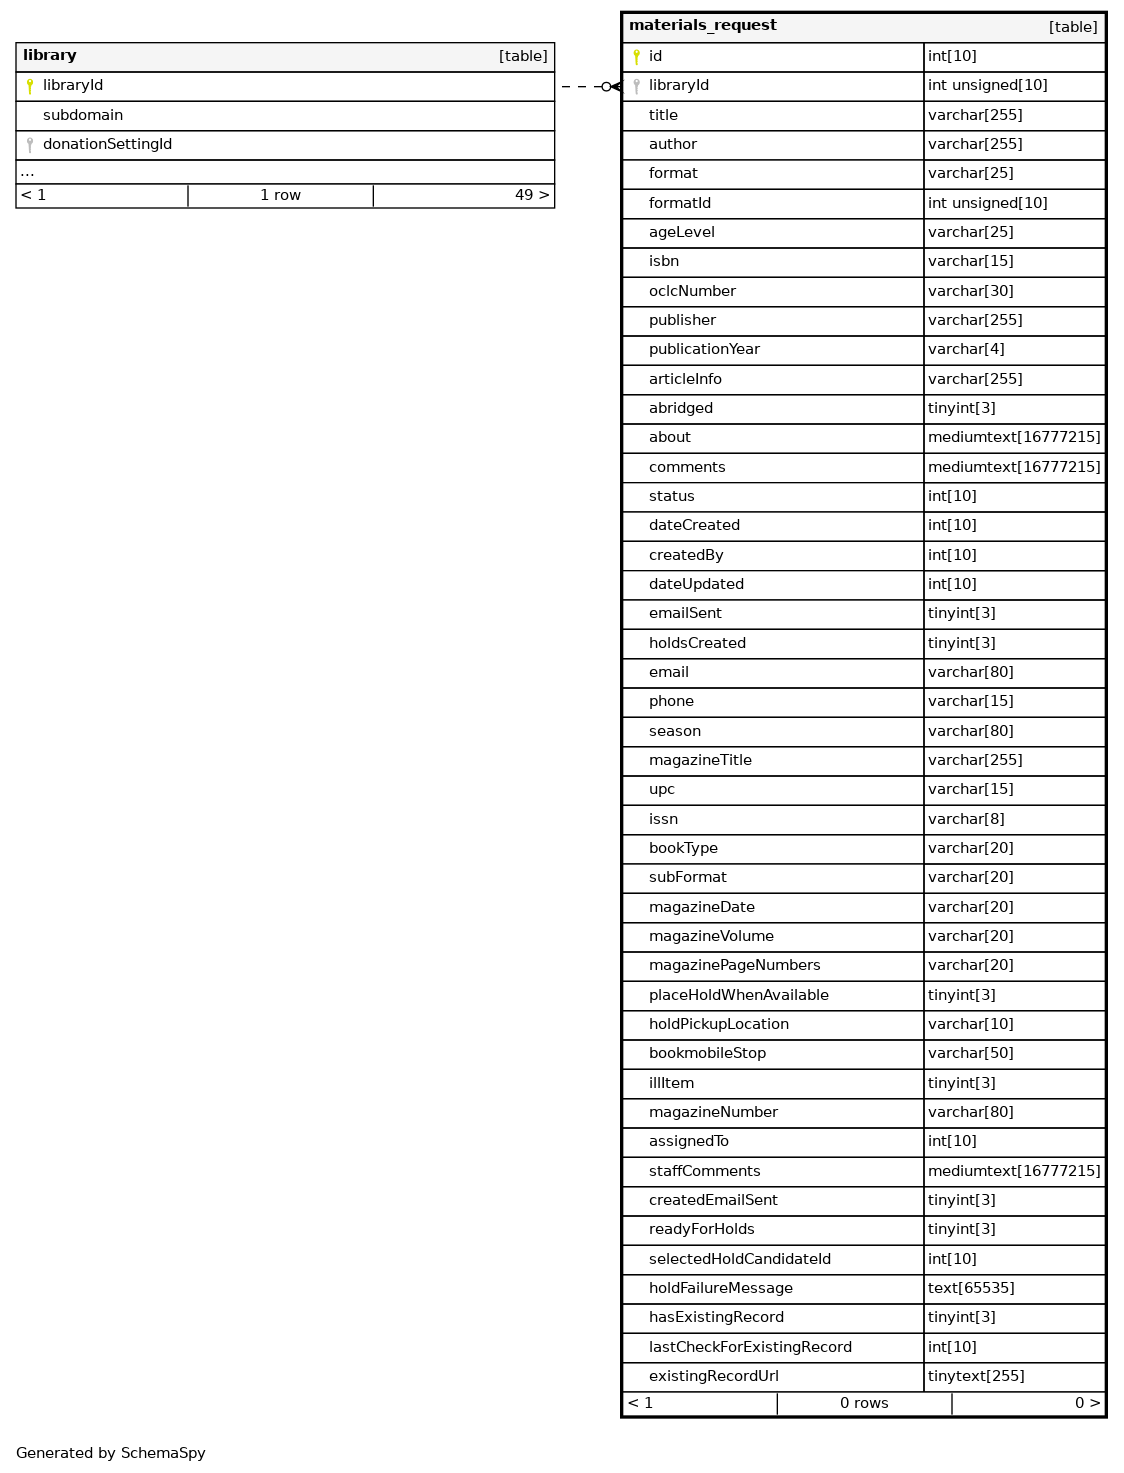 library [table]
libraryId
subdomain
donationSettingId
...
< 1 1 row 49 >
materials_request [table]
id int[10]
libraryId int unsigned[10]
title varchar[255]
author varchar[255]
format varchar[25]
formatId int unsigned[10]
ageLevel varchar[25]
isbn varchar[15]
oclcNumber varchar[30]
publisher varchar[255]
publicationYear varchar[4]
articleInfo varchar[255]
abridged tinyint[3]
about mediumtext[16777215]
comments mediumtext[16777215]
status int[10]
dateCreated int[10]
createdBy int[10]
dateUpdated int[10]
emailSent tinyint[3]
holdsCreated tinyint[3]
email varchar[80]
phone varchar[15]
season varchar[80]
magazineTitle varchar[255]
upc varchar[15]
issn varchar[8]
bookType varchar[20]
subFormat varchar[20]
magazineDate varchar[20]
magazineVolume varchar[20]
magazinePageNumbers varchar[20]
placeHoldWhenAvailable tinyint[3]
holdPickupLocation varchar[10]
bookmobileStop varchar[50]
illItem tinyint[3]
magazineNumber varchar[80]
assignedTo int[10]
staffComments mediumtext[16777215]
createdEmailSent tinyint[3]
readyForHolds tinyint[3]
selectedHoldCandidateId int[10]
holdFailureMessage text[65535]
hasExistingRecord tinyint[3]
lastCheckForExistingRecord int[10]
existingRecordUrl tinytext[255]
< 1 0 rows 0 >
Generated by SchemaSpy